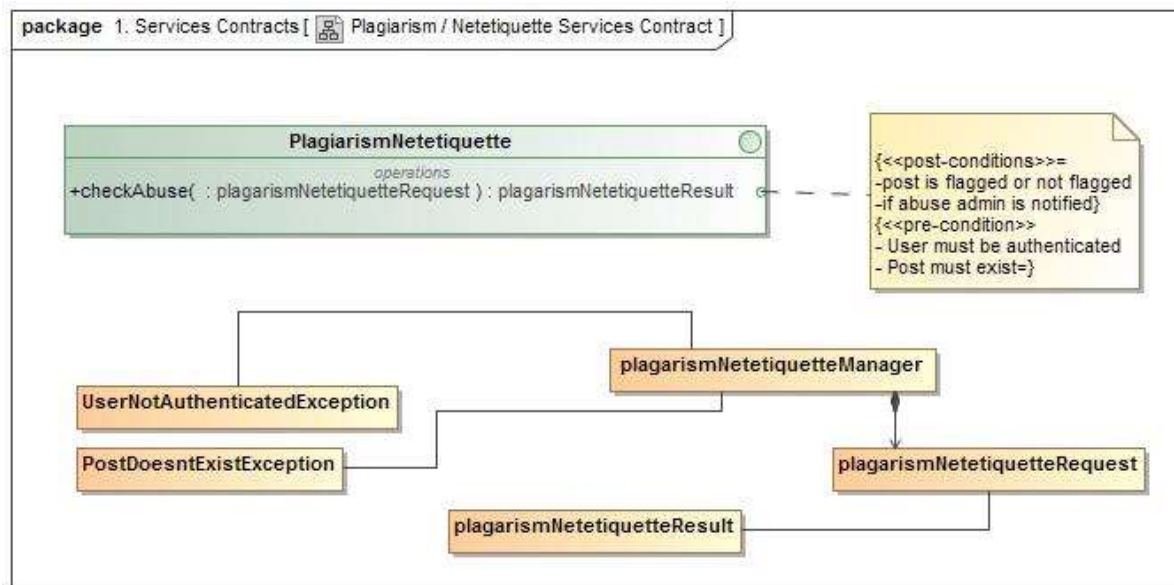 package 1. Services Contracts [ Plagiarism / Netetiquette Services Contract ]
PlagiarismNetetiquette
operations
+checkAbuse( : plagarismNetetiquetteRequest ) : plagarismNetetiquetteResult
{<<post-conditions>>=
-post is flagged or not flagged
-if abuse admin is notified}
{<<pre-condition>>
- User must be authenticated
- Post must exist=}
plagarismNetetiquetteManager
UserNotAuthenticatedException
PostDoesntExistException
plagarismNetetiquetteRequest
plagarismNetetiquetteResult